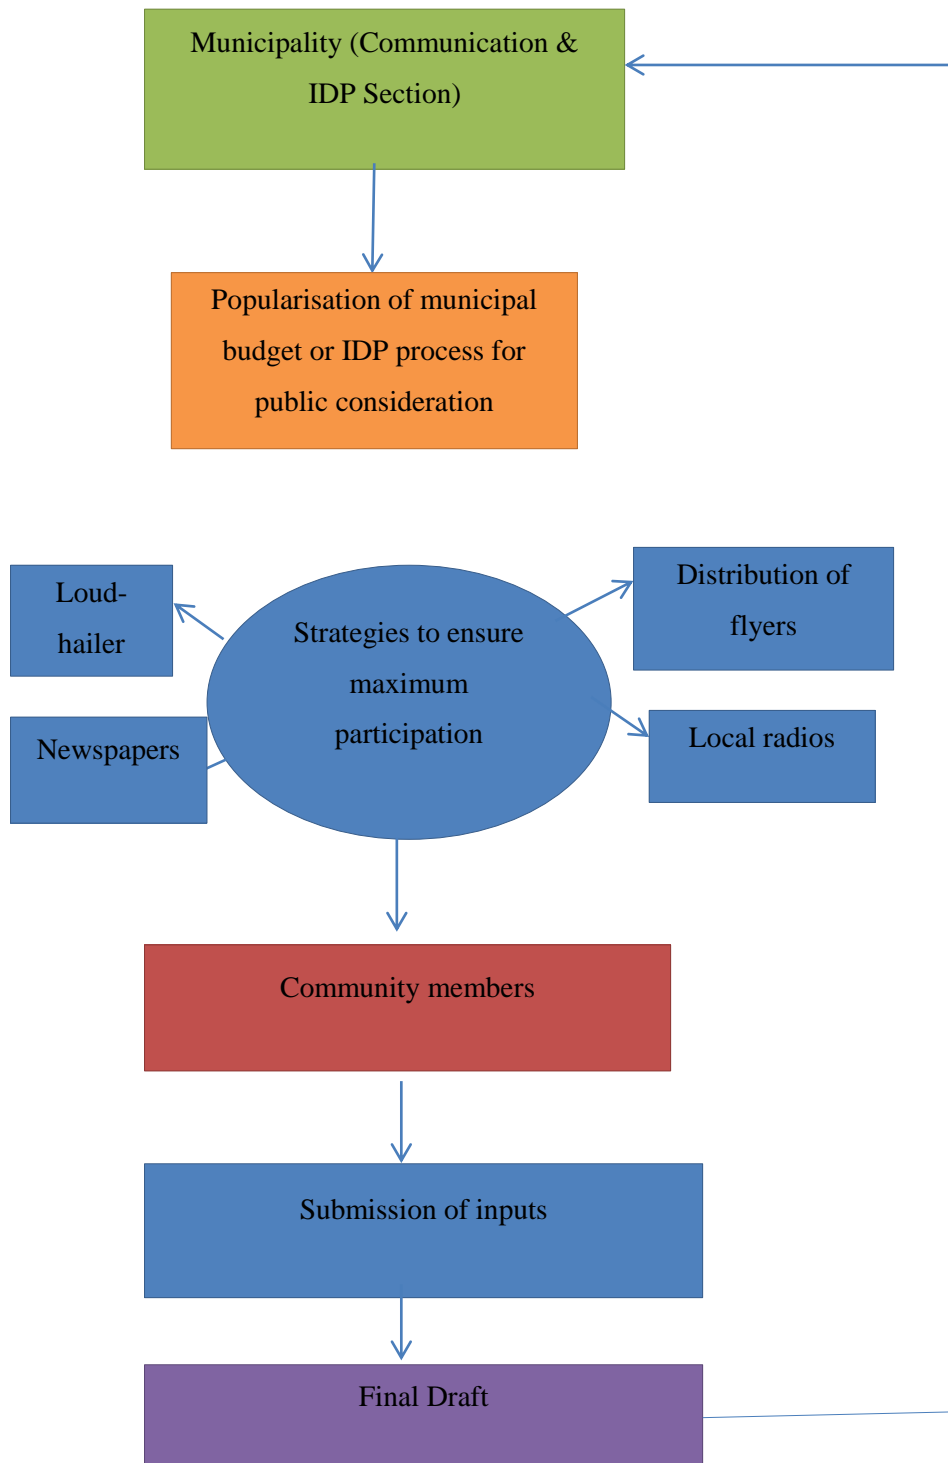 Municipality (Communication &
IDP Section)
Popularisation of municipal
budget or IDP process for
public consideration
Loud-
hailer
Strategies to ensure
maximum
participation
Distribution of
flyers
Newspapers
Local radios
Community members
Submission of inputs
Final Draft